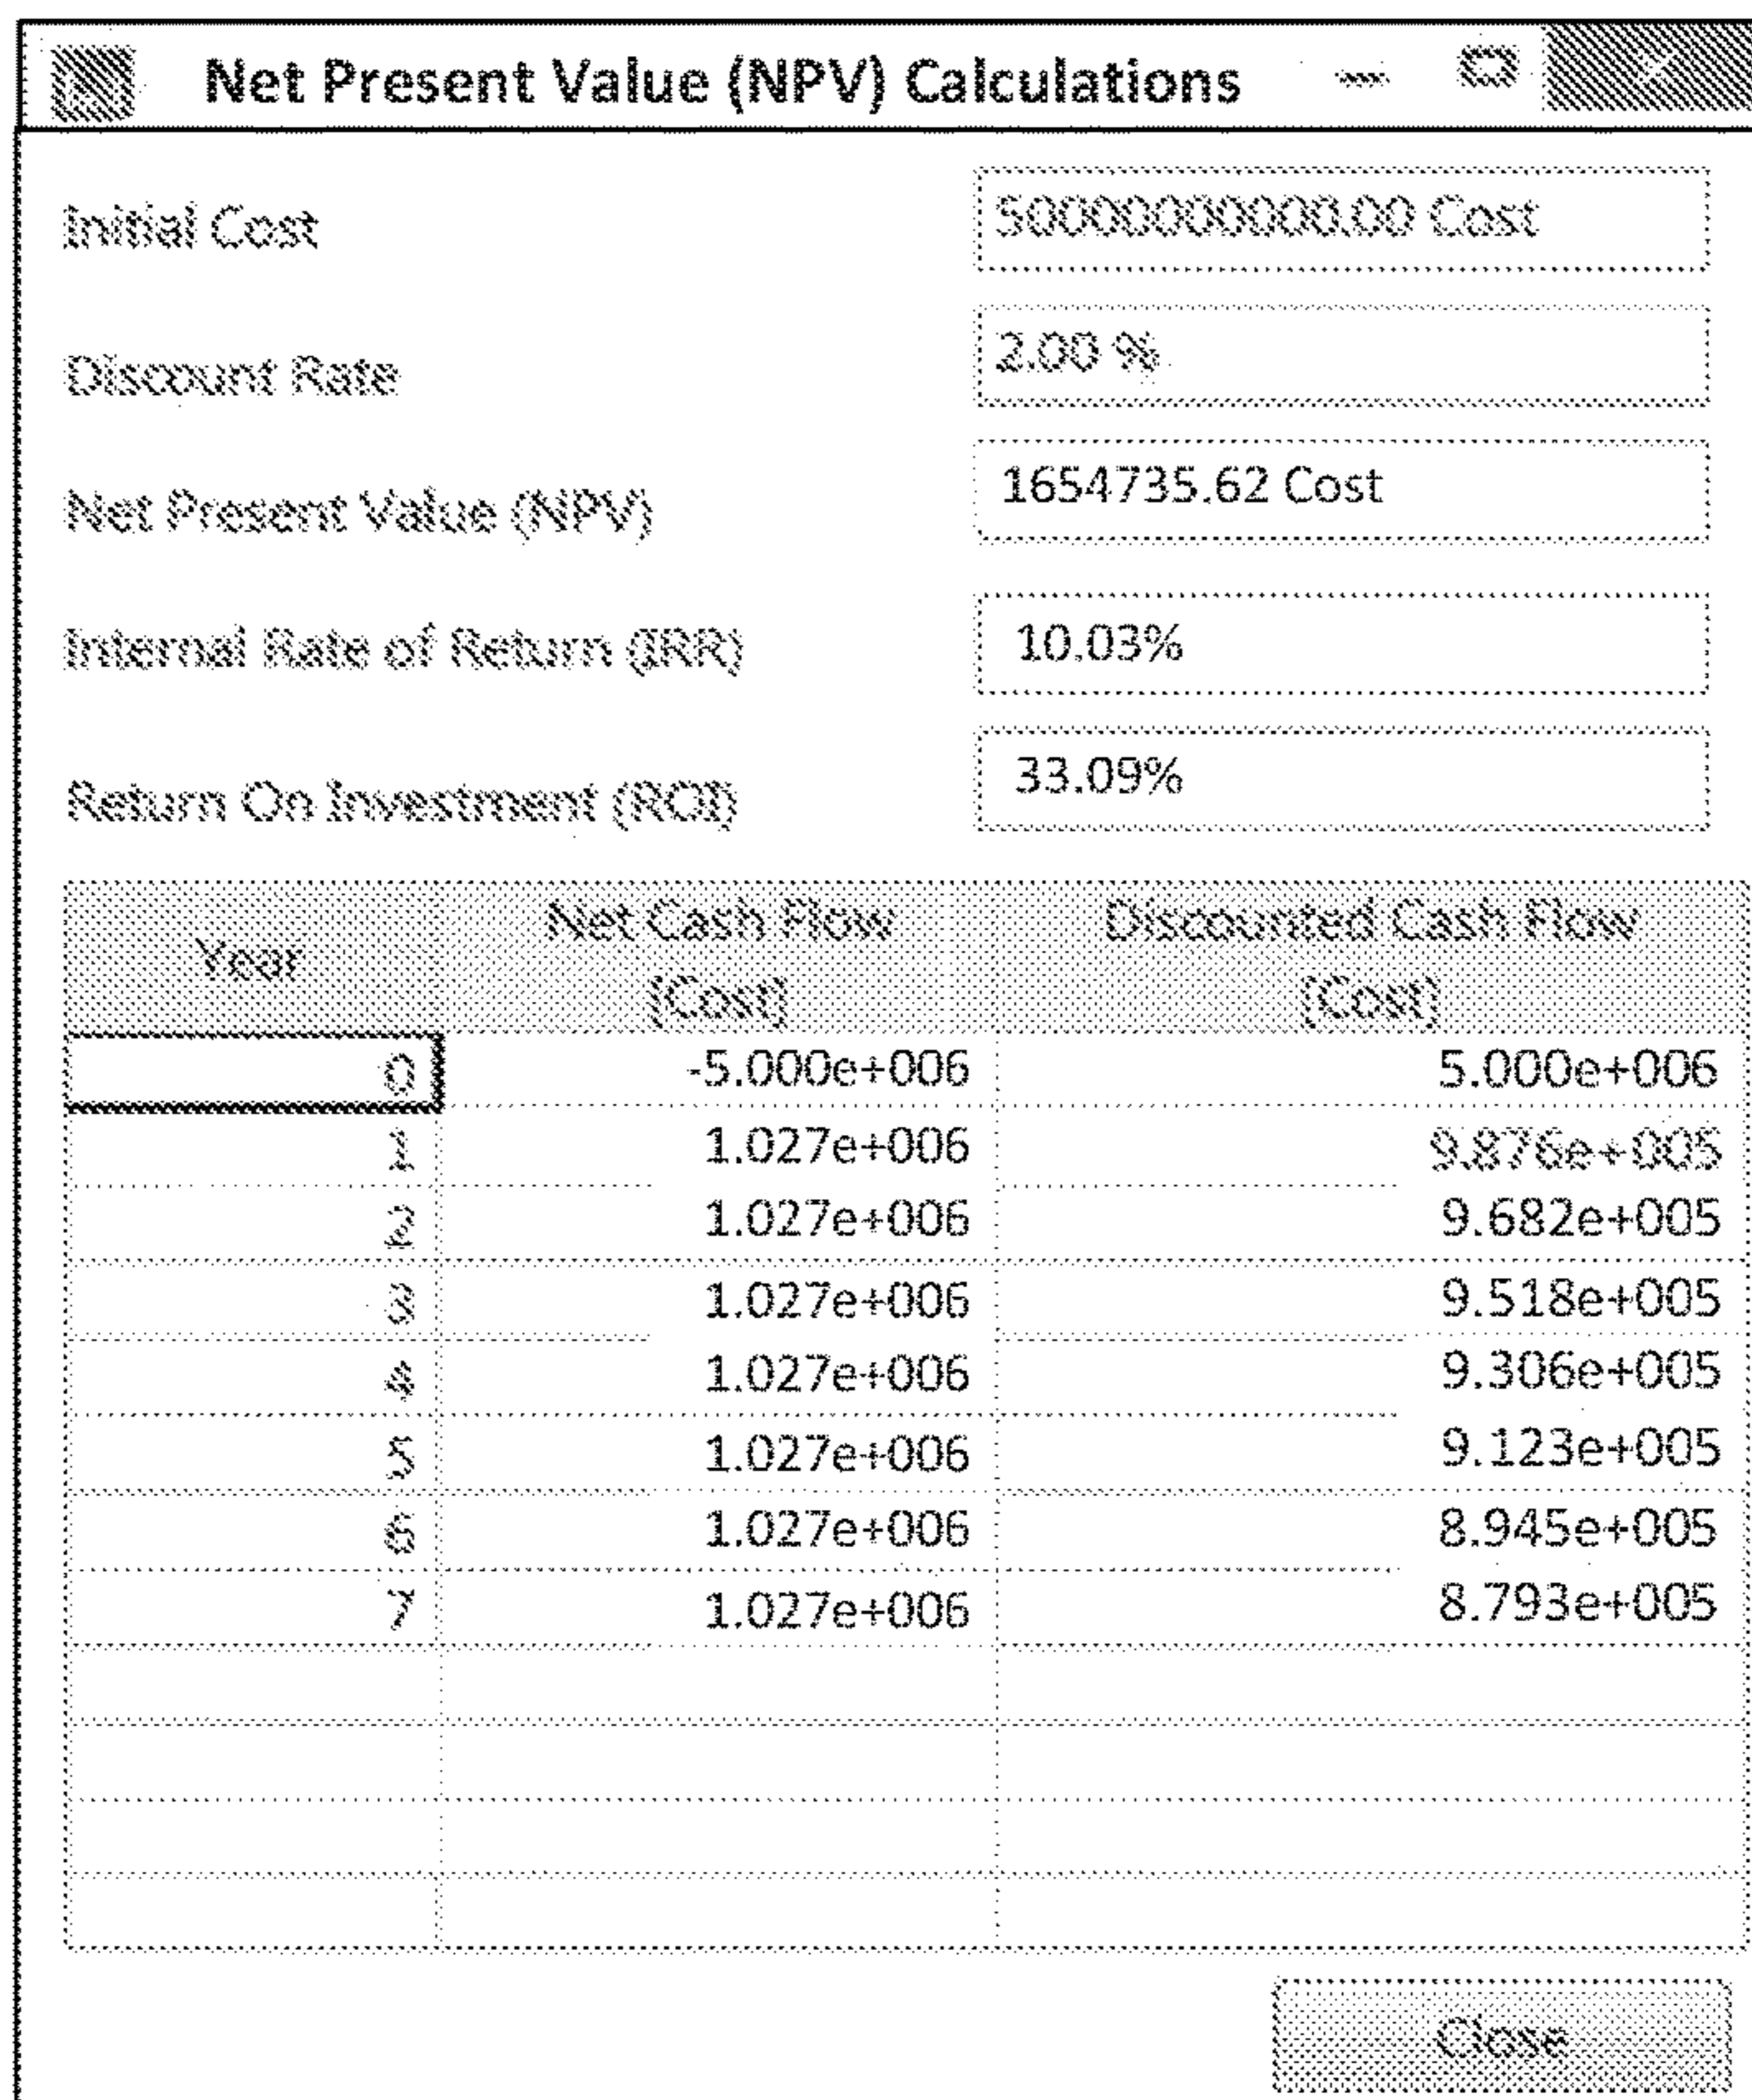 Net Present Value (NPV) Calculations
Initial Cost 50000000000.00 Cost
Discount Rate 2.00 %
Net Present Value (NPV) 1654735.62 Cost
Internal Rate of Return (IRR) 10.03%
Return On Investment (ROI) 33.09%
Year Net Cash Flow [Cost] Discounted Cash Flow [Cost]
0 -5.000e+006 5.000e+006
1 1.027e+006 9.876e+005
2 1.027e+006 9.682e+005
3 1.027e+006 9.518e+005
4 1.027e+006 9.306e+005
5 1.027e+006 9.123e+005
6 1.027e+006 8.945e+005
7 1.027e+006 8.793e+005
Close